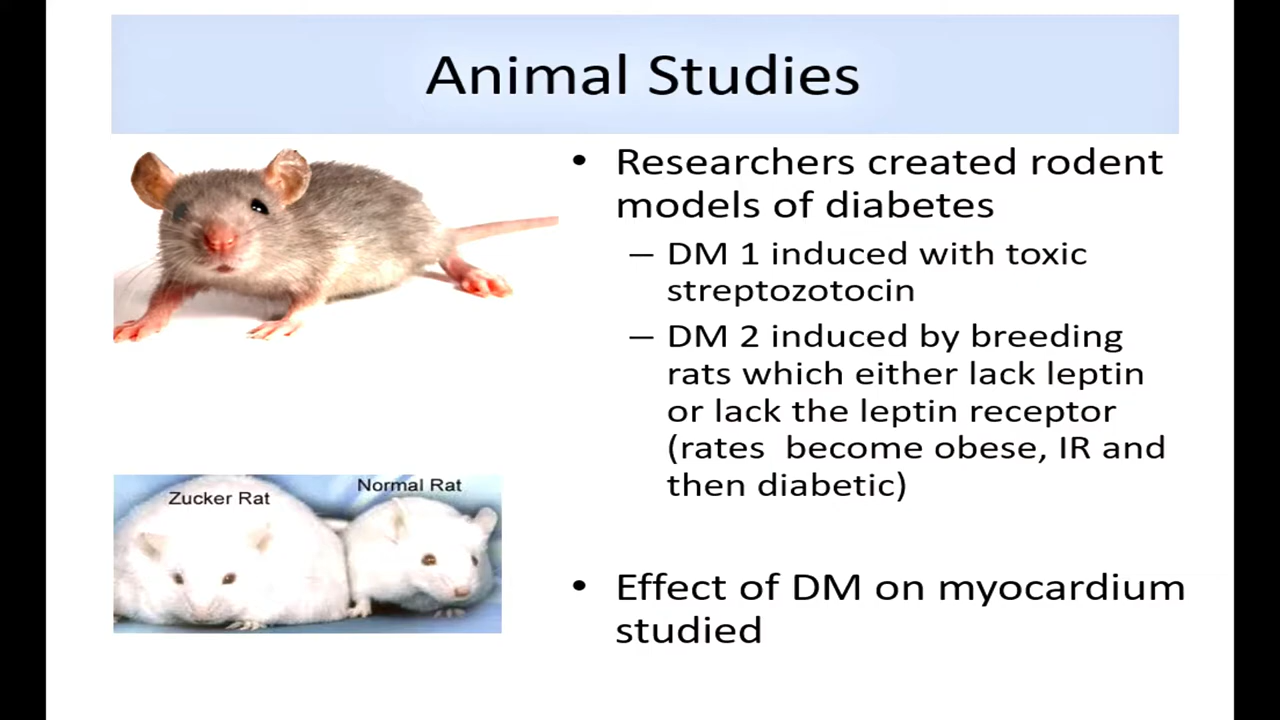 Animal Studies
• Researchers created rodent
models of diabetes
– DM 1 induced with toxic
streptozotocin
– DM 2 induced by breeding
rats which either lack leptin
or lack the leptin receptor
(rates  become obese, IR and
then diabetic)
Zucker Rat
Normal Rat
• Effect of DM on myocardium
studied